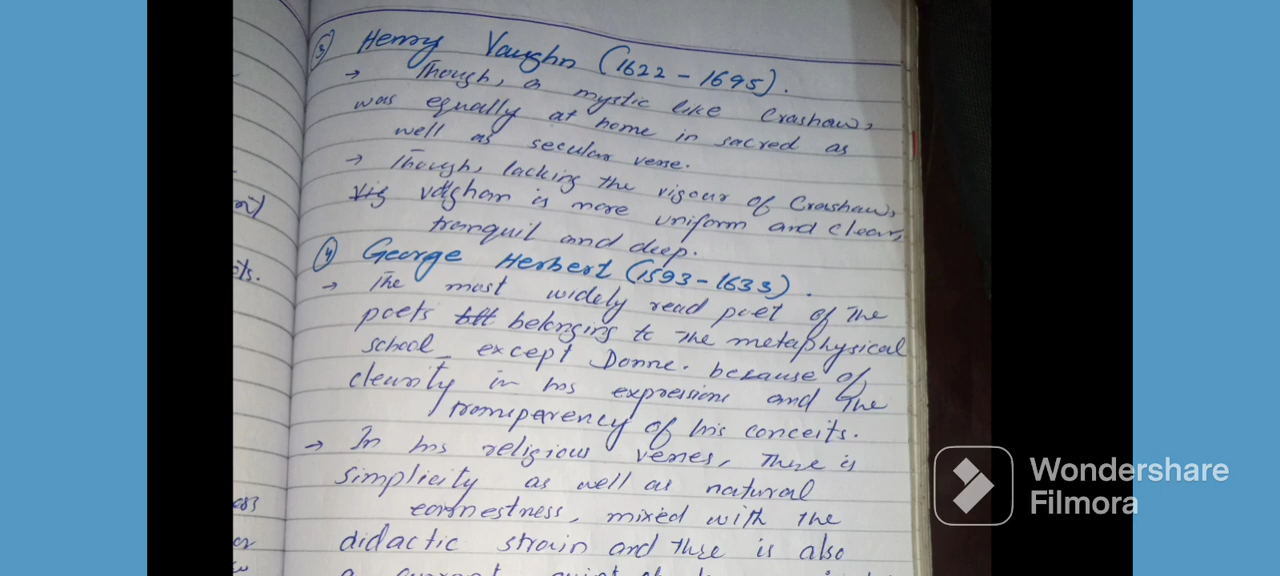 3) Henry Vaughn (1622 - 1695).
→ Though, a mystic like Crashaw,
was equally at home in sacred as
well as secular verse.
→ Though, lacking the vigour of Crashaw,
Vaughan is more uniform and clear,
tranquil and deep.
4) George Herbert (1593 - 1633).
→ The most widely read poet of the
poets belonging to the metaphysical
school except Donne. because of
clearity in his expressions and the
transperency of his conceits.
→ In his religious verses, there is
simplicity as well as natural
earnestness, mixed with the
didactic strain and there is also
a current
ets.
or
Wondershare
Filmora